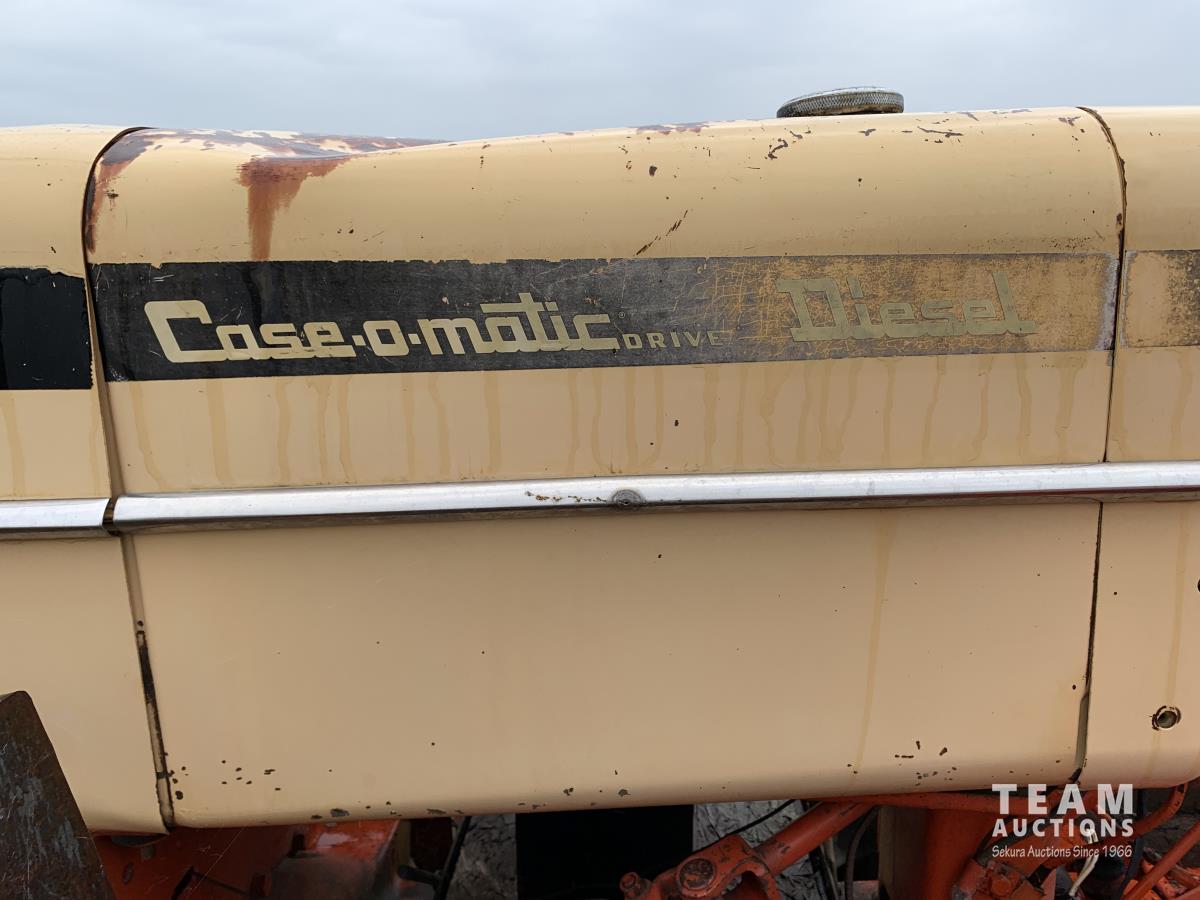 Case-o-matic® DRIVE Diesel
TEAM
AUCTIONS
Sekura Auctions Since 1966